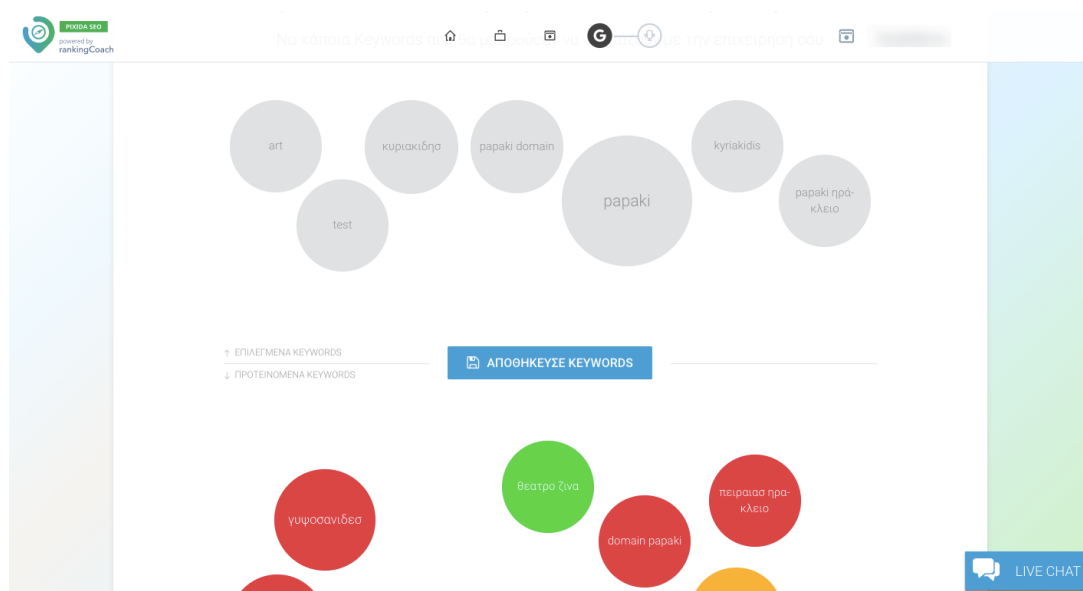 PIXIDA SEO
powered by
rankingCoach
G
art
κυριακιδησ
papaki domain
kyriakidis
papaki
papaki ηρά-
κλειο
test
↑ ΕΠΙΛΕΓΜΕΝΑ KEYWORDS
ΑΠΟΘΗΚΕΥΣΕ KEYWORDS
↓ ΠΡΟΤΕΙΝΟΜΕΝΑ KEYWORDS
θεατρο ζινα
πειραιασ ηρα-
κλειο
γυψοσανιδεσ
domain papaki
LIVE CHAT